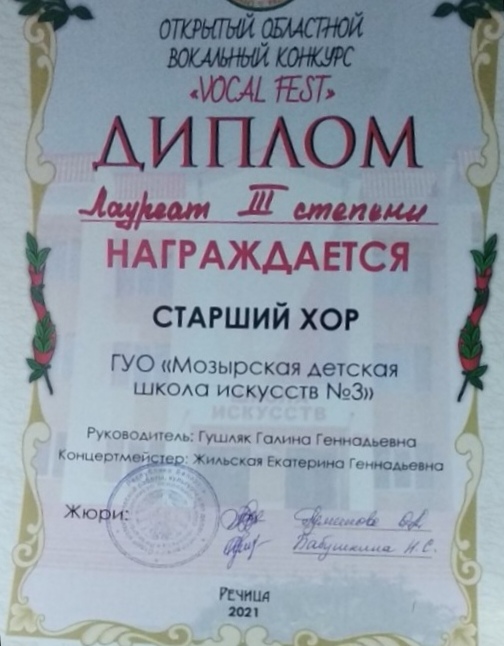 ОТКРЫТЫЙ ОБЛАСТНОЙ
ВОКАЛЬНЫЙ КОНКУРС
«VOCAL FEST»
ДИПЛОМ
Лауреат III степени
НАГРАЖДАЕТСЯ
СТАРШИЙ ХОР
ГУО «Мозырская детская
школа искусств №3»
ИСКУССТВ
Руководитель: Гушляк Галина Геннадьевна
Концертмейстер: Жильская Екатерина Геннадьевна
Жюри:
Бабушкина Н.С.
РЕЧИЦА
2021